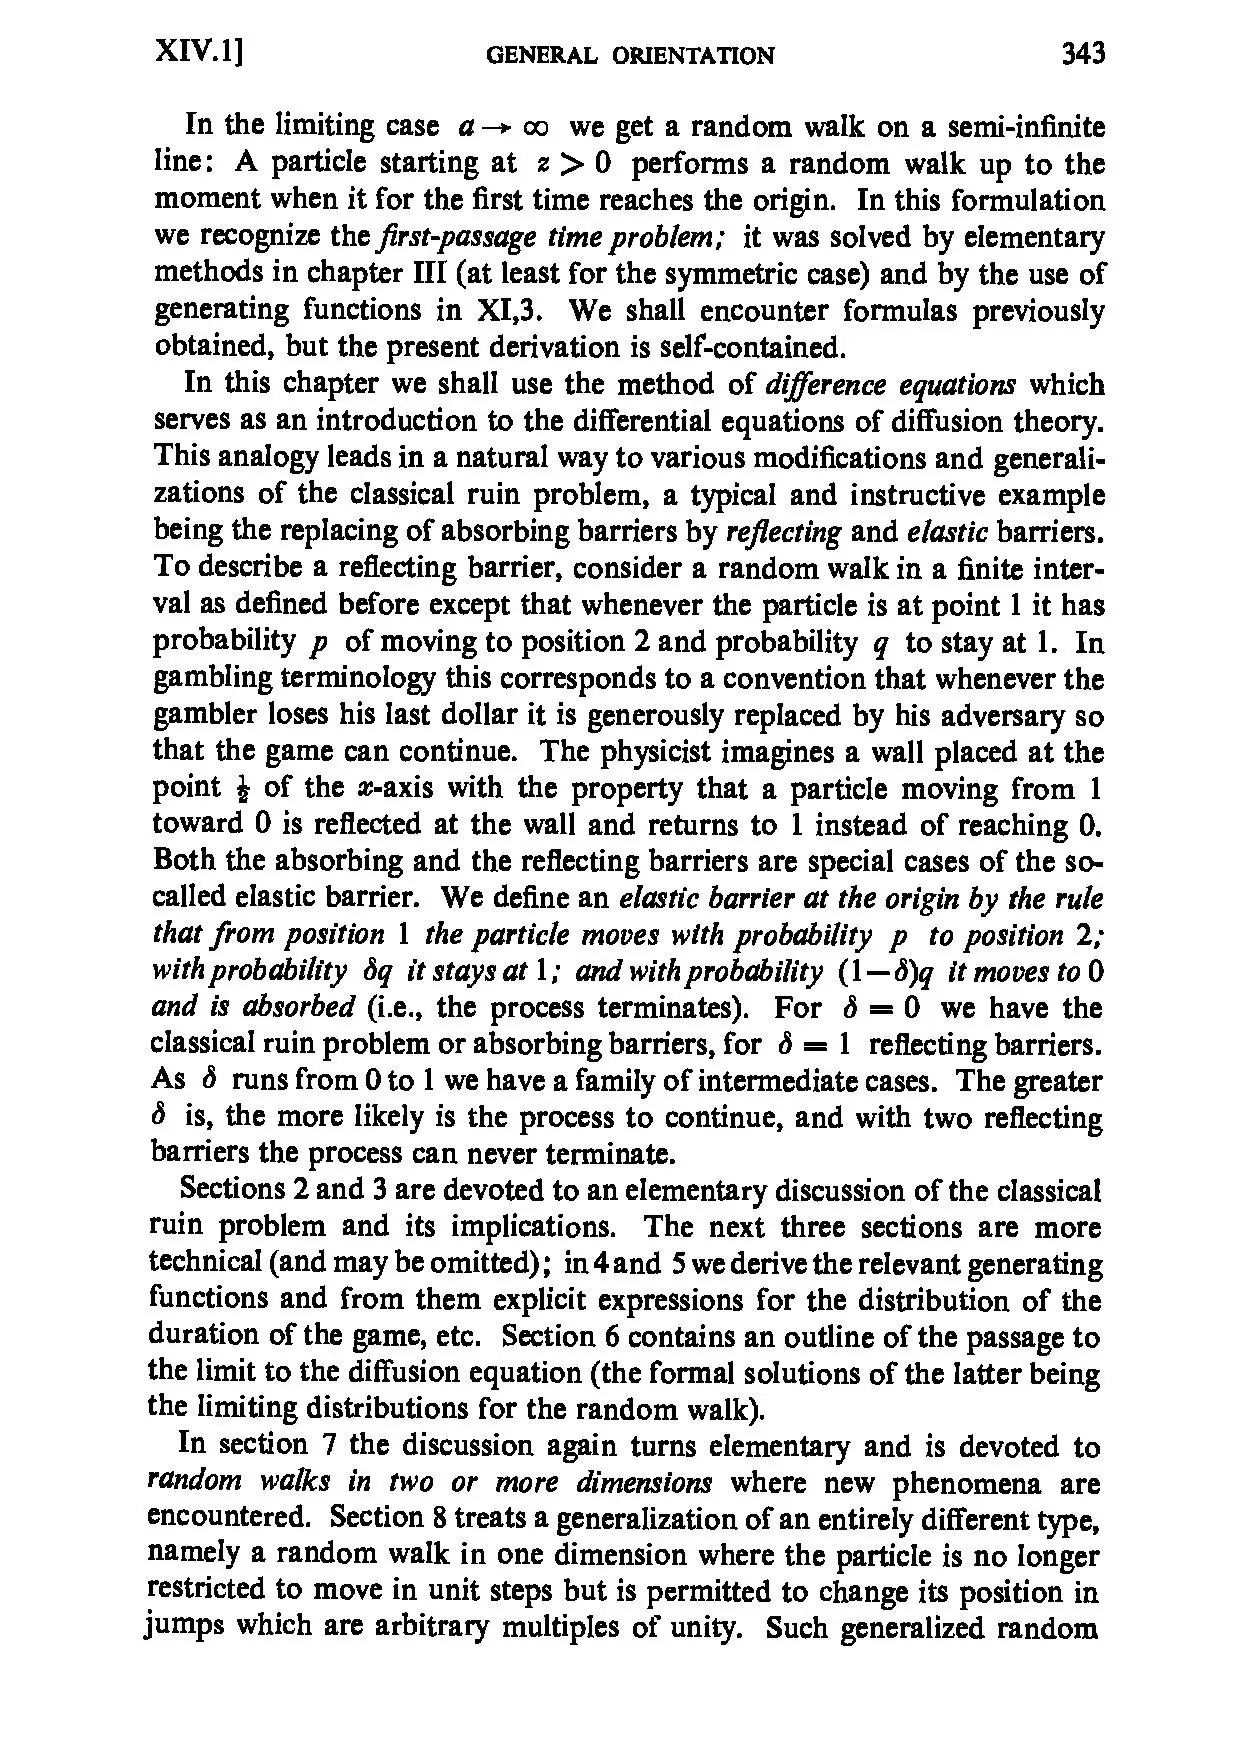 XIV.1] GENERAL ORIENTATION 343
In the limiting case a → ∞ we get a random walk on a semi-infinite
line: A particle starting at z > 0 performs a random walk up to the
moment when it for the first time reaches the origin. In this formulation
we recognize the first-passage time problem; it was solved by elementary
methods in chapter III (at least for the symmetric case) and by the use of
generating functions in XI,3. We shall encounter formulas previously
obtained, but the present derivation is self-contained.
In this chapter we shall use the method of difference equations which
serves as an introduction to the differential equations of diffusion theory.
This analogy leads in a natural way to various modifications and generali-
zations of the classical ruin problem, a typical and instructive example
being the replacing of absorbing barriers by reflecting and elastic barriers.
To describe a reflecting barrier, consider a random walk in a finite inter-
val as defined before except that whenever the particle is at point 1 it has
probability p of moving to position 2 and probability q to stay at 1. In
gambling terminology this corresponds to a convention that whenever the
gambler loses his last dollar it is generously replaced by his adversary so
that the game can continue. The physicist imagines a wall placed at the
point ½ of the x-axis with the property that a particle moving from 1
toward 0 is reflected at the wall and returns to 1 instead of reaching 0.
Both the absorbing and the reflecting barriers are special cases of the so-
called elastic barrier. We define an elastic barrier at the origin by the rule
that from position 1 the particle moves with probability p to position 2;
with probability δq it stays at 1; and with probability (1−δ)q it moves to 0
and is absorbed (i.e., the process terminates). For δ = 0 we have the
classical ruin problem or absorbing barriers, for δ = 1 reflecting barriers.
As δ runs from 0 to 1 we have a family of intermediate cases. The greater
δ is, the more likely is the process to continue, and with two reflecting
barriers the process can never terminate.
Sections 2 and 3 are devoted to an elementary discussion of the classical
ruin problem and its implications. The next three sections are more
technical (and may be omitted); in 4 and 5 we derive the relevant generating
functions and from them explicit expressions for the distribution of the
duration of the game, etc. Section 6 contains an outline of the passage to
the limit to the diffusion equation (the formal solutions of the latter being
the limiting distributions for the random walk).
In section 7 the discussion again turns elementary and is devoted to
random walks in two or more dimensions where new phenomena are
encountered. Section 8 treats a generalization of an entirely different type,
namely a random walk in one dimension where the particle is no longer
restricted to move in unit steps but is permitted to change its position in
jumps which are arbitrary multiples of unity. Such generalized random